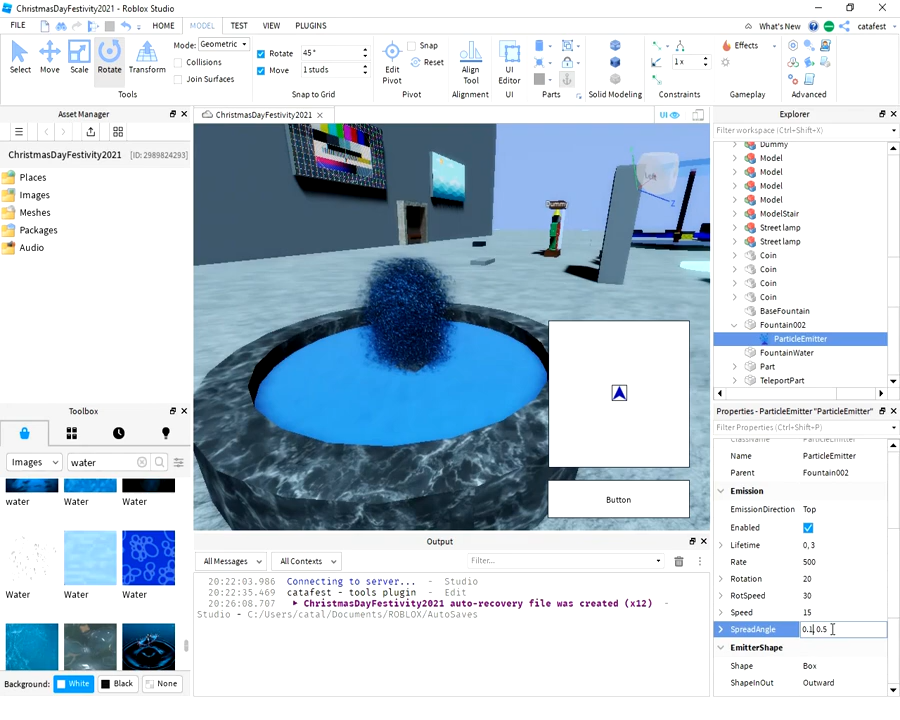 ChristmasDayFestivity2021 - Roblox Studio
FILE HOME MODEL TEST VIEW PLUGINS What's New catafest
Select Move Scale Rotate Transform
Mode: Geometric
Collisions
Join Surfaces
Tools
Rotate 45°
Move 1 studs
Snap to Grid
Edit Pivot
Snap
Reset
Pivot
Align Tool
Alignment
UI Editor
UI
Parts
Solid Modeling
1 x
Constraints
Effects
Gameplay
Advanced
Asset Manager
ChristmasDayFestivity2021 [ID:2989824293]
Places
Images
Meshes
Packages
Audio
Toolbox
Images water
water Water Water
Water Water Water
Background: White Black None
ChristmasDayFestivity2021
UI
Dummy
Left
Z
Button
Output
All Messages All Contexts Filter...
20:22:03.986 Connecting to server... - Studio
20:22:35.469 catafest - tools plugin - Edit
20:26:08.707 ChristmasDayFestivity2021 auto-recovery file was created (x12) -
Studio - C:/Users/catal/Documents/ROBLOX/AutoSaves
Explorer
Filter workspace (Ctrl+Shift+X)
Dummy
Model
Model
Model
Model
ModelStair
Street lamp
Street lamp
Coin
Coin
Coin
Coin
BaseFountain
Fountain002
ParticleEmitter
FountainWater
Part
TeleportPart
Properties - ParticleEmitter "ParticleEmitter"
Filter Properties (Ctrl+Shift+P)
ClassName ParticleEmitter
Name ParticleEmitter
Parent Fountain002
Emission
EmissionDirection Top
Enabled
Lifetime 0, 3
Rate 500
Rotation 20
RotSpeed 30
Speed 15
SpreadAngle 0.1, 0.5
EmitterShape
Shape Box
ShapeInOut Outward